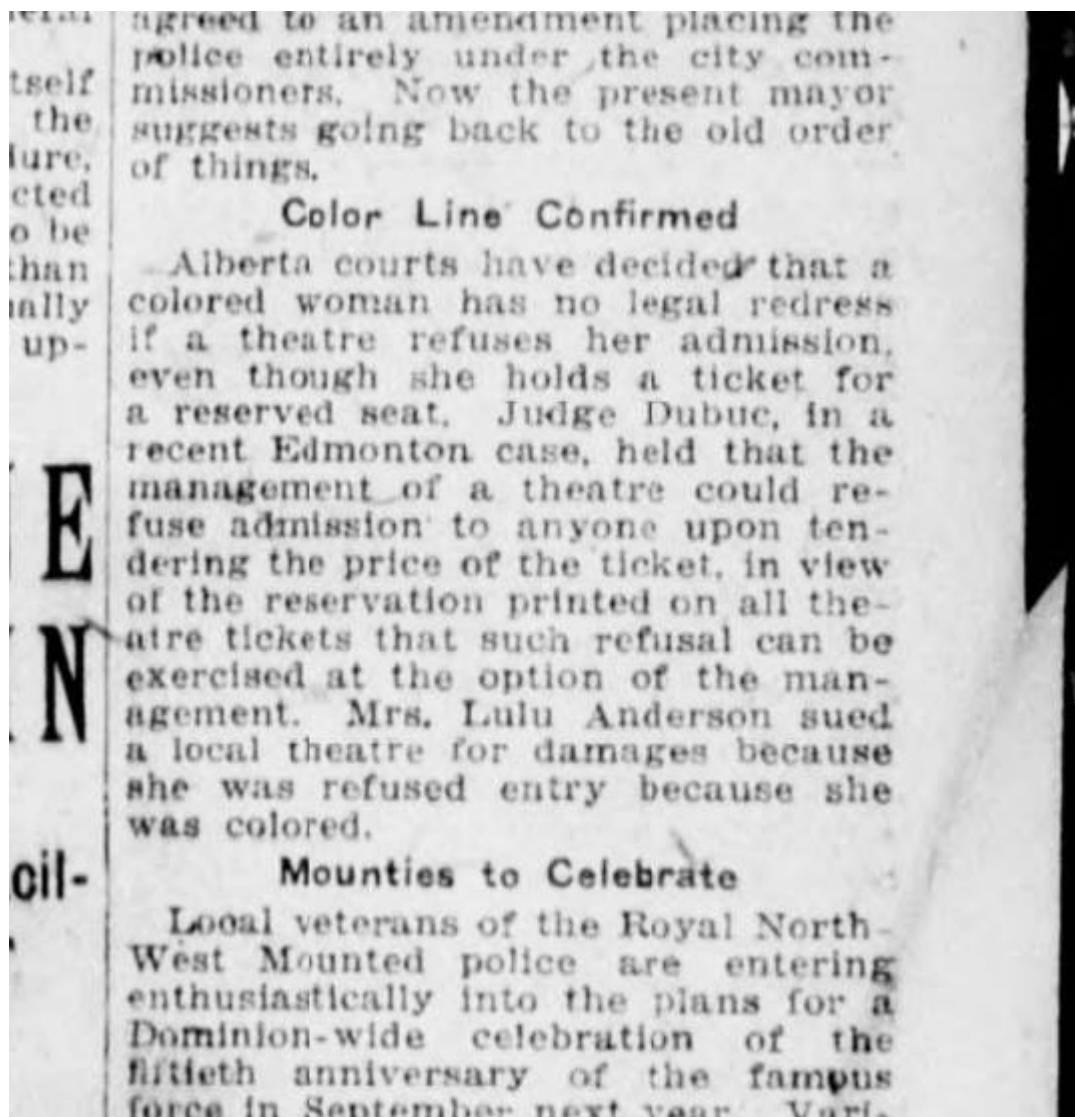 itself
the
lure,
cted
o be
than
nally
up-
E
N
cil-
agreed to an amendment placing the
police entirely under the city com-
missioners. Now the present mayor
suggests going back to the old order
of things.
Color Line Confirmed
Alberta courts have decided that a
colored woman has no legal redress
if a theatre refuses her admission,
even though she holds a ticket for
a reserved seat. Judge Dubuc, in a
recent Edmonton case, held that the
management of a theatre could re-
fuse admission to anyone upon ten-
dering the price of the ticket, in view
of the reservation printed on all the-
atre tickets that such refusal can be
exercised at the option of the man-
agement. Mrs. Lulu Anderson sued
a local theatre for damages because
she was refused entry because she
was colored.
Mounties to Celebrate
Local veterans of the Royal North-
West Mounted police are entering
enthusiastically into the plans for a
Dominion-wide celebration of the
fiftieth anniversary of the famous
force in September next year. Vari-